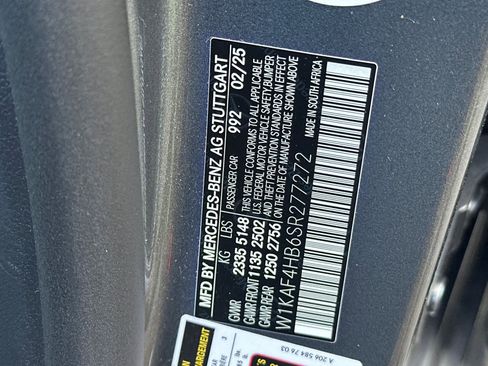 MFD BY MERCEDES-BENZ AG STUTTGART
992 02/25
PASSENGER CAR
KG LBS
GVWR 2335 5148
GAWR FRONT 1135 2502
GAWR REAR 1250 2756
THIS VEHICLE CONFORMS TO ALL APPLICABLE
U.S. FEDERAL MOTOR VEHICLE SAFETY, BUMPER
AND THEFT PREVENTION STANDARDS IN EFFECT
ON THE DATE OF MANUFACTURE SHOWN ABOVE
MADE IN SOUTH AFRICA
W1KAF4HB6SR277272
A 206 584 76 03